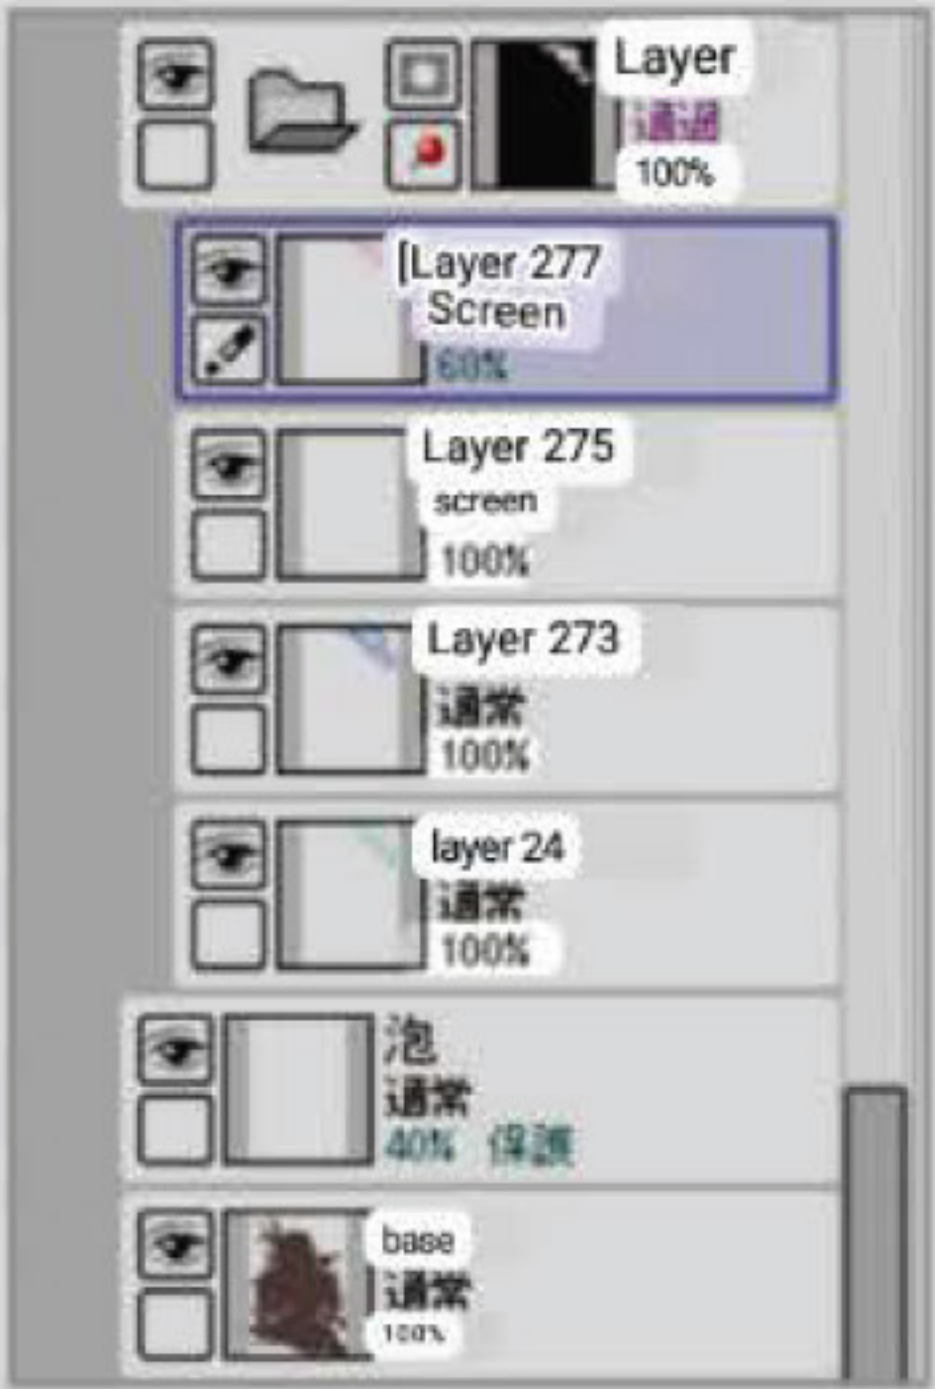 Layer
通過
100%
[Layer 277
Screen
60%
Layer 275
screen
100%
Layer 273
通常
100%
layer 24
通常
100%
泡
通常
40% 保護
base
通常
100%